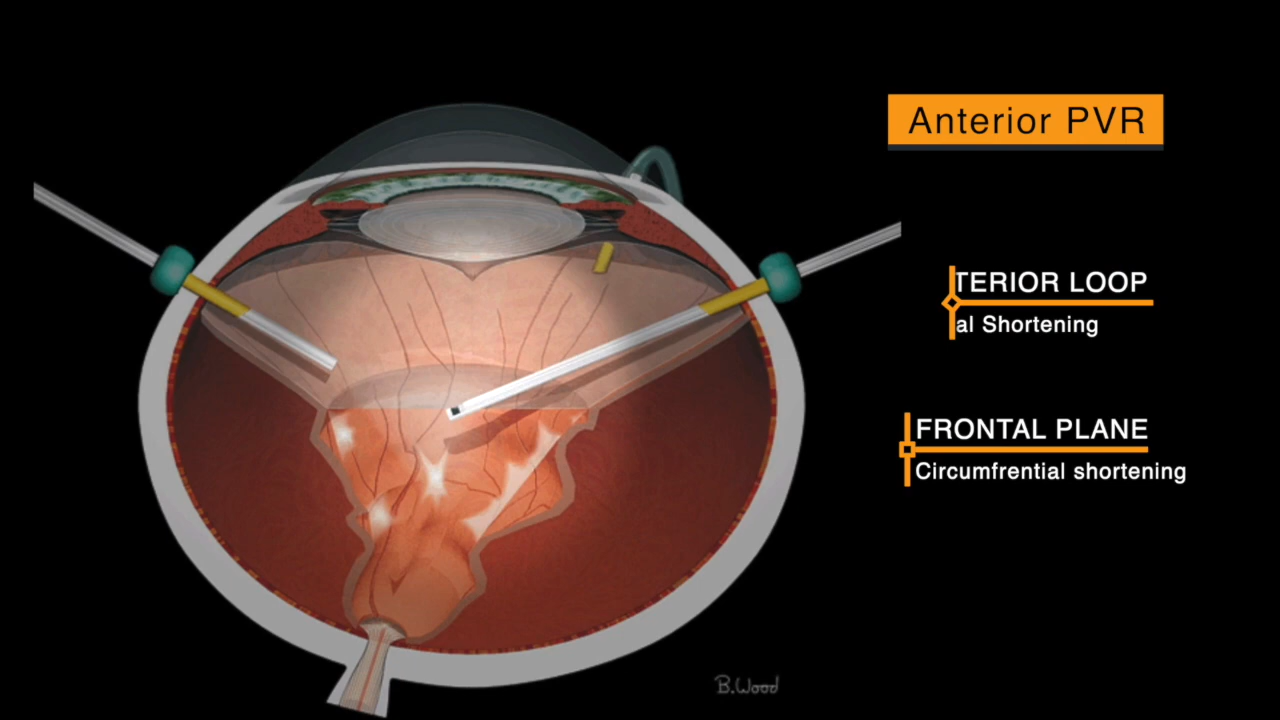 Anterior PVR
TERIOR LOOP
al Shortening
FRONTAL PLANE
Circumfrential shortening
B.Wood